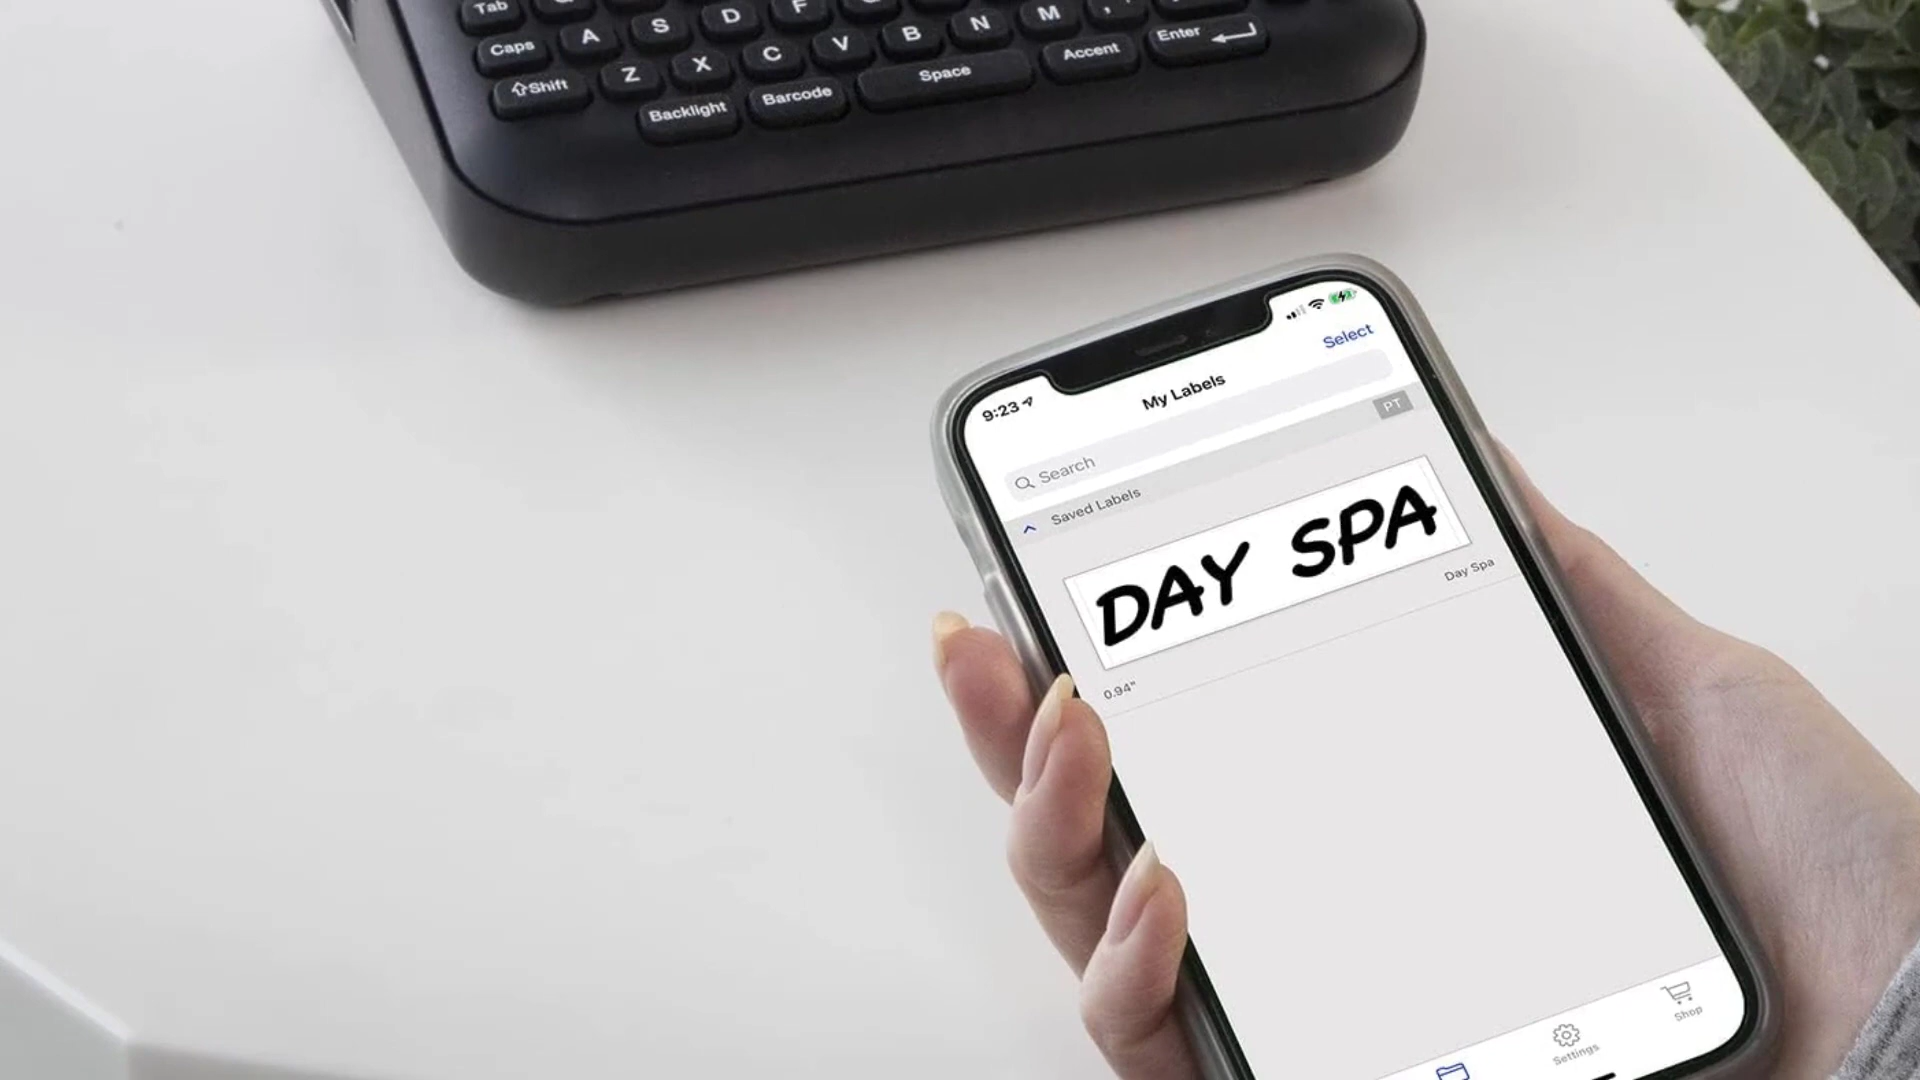 Tab
Caps A S D F
⇧Shift Z X C V B N M ,
Backlight Barcode Space Accent Enter
9:23
Select
My Labels
Search
Saved Labels
PT
DAY SPA
Day Spa
0.94"
Settings
Shop